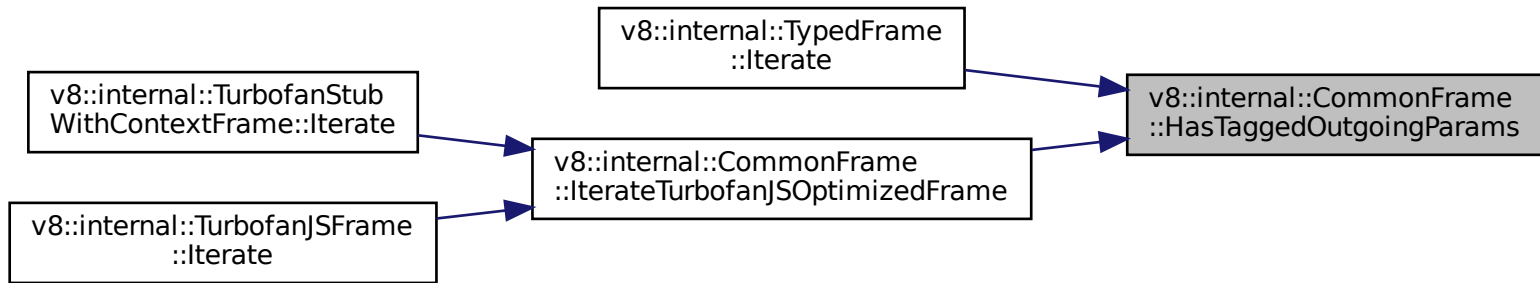 v8::internal::TypedFrame
::Iterate
v8::internal::TurbofanStub
WithContextFrame::Iterate
v8::internal::CommonFrame
::HasTaggedOutgoingParams
v8::internal::CommonFrame
::IterateTurbofanJSOptimizedFrame
v8::internal::TurbofanJSFrame
::Iterate